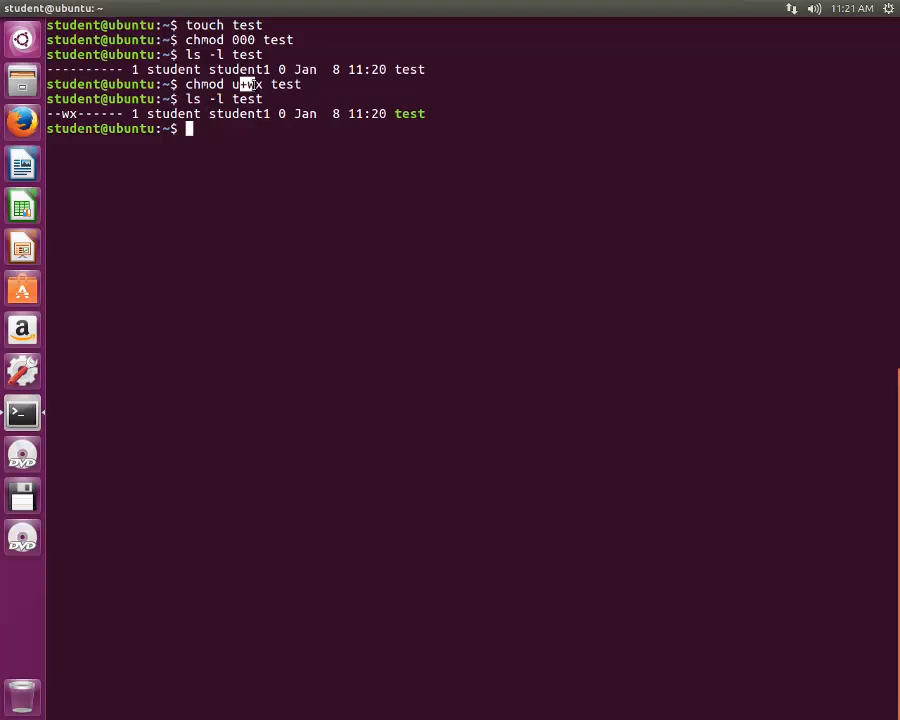 student@ubuntu: ~
11:21 AM
student@ubuntu:~$ touch test
student@ubuntu:~$ chmod 000 test
student@ubuntu:~$ ls -l test
---------- 1 student student1 0 Jan  8 11:20 test
student@ubuntu:~$ chmod u+wx test
student@ubuntu:~$ ls -l test
--wx------ 1 student student1 0 Jan  8 11:20 test
student@ubuntu:~$
a
>_
DVD
DVD